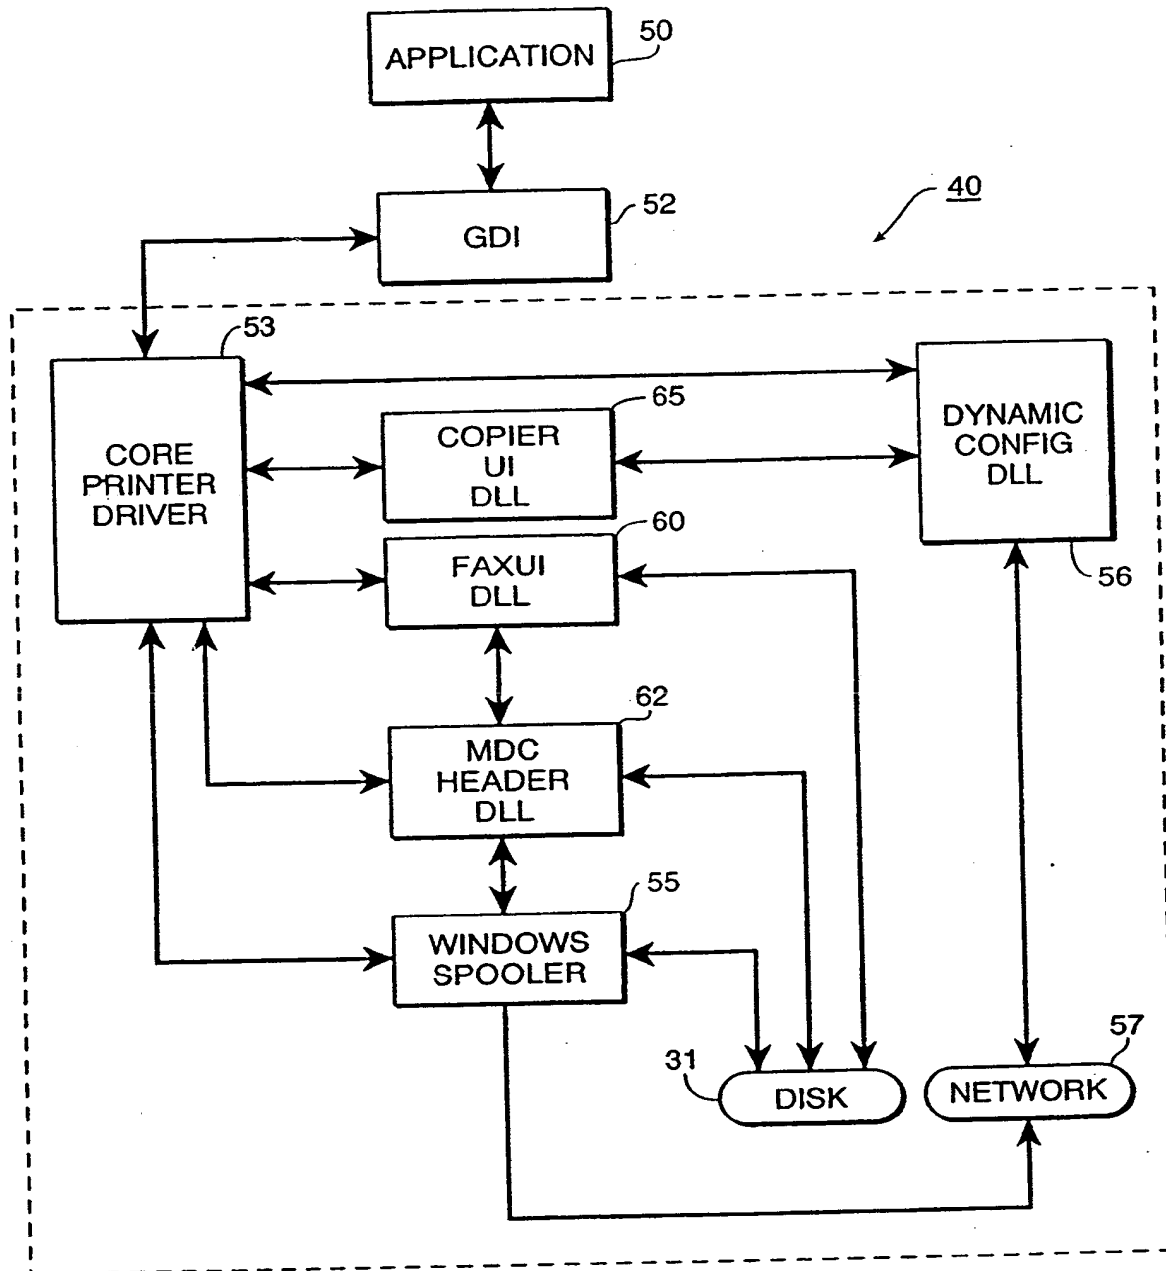 50
APPLICATION
40
52
GDI
53
CORE
PRINTER
DRIVER
65
COPIER
UI
DLL
DYNAMIC
CONFIG
DLL
56
60
FAXUI
DLL
62
MDC
HEADER
DLL
55
WINDOWS
SPOOLER
31
DISK
57
NETWORK